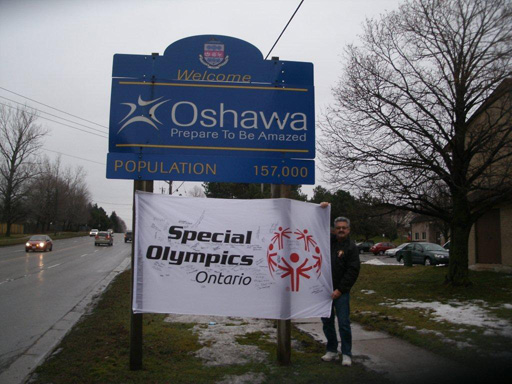 Welcome
Oshawa
Prepare To Be Amazed
POPULATION 157,000
Special
Olympics
Ontario